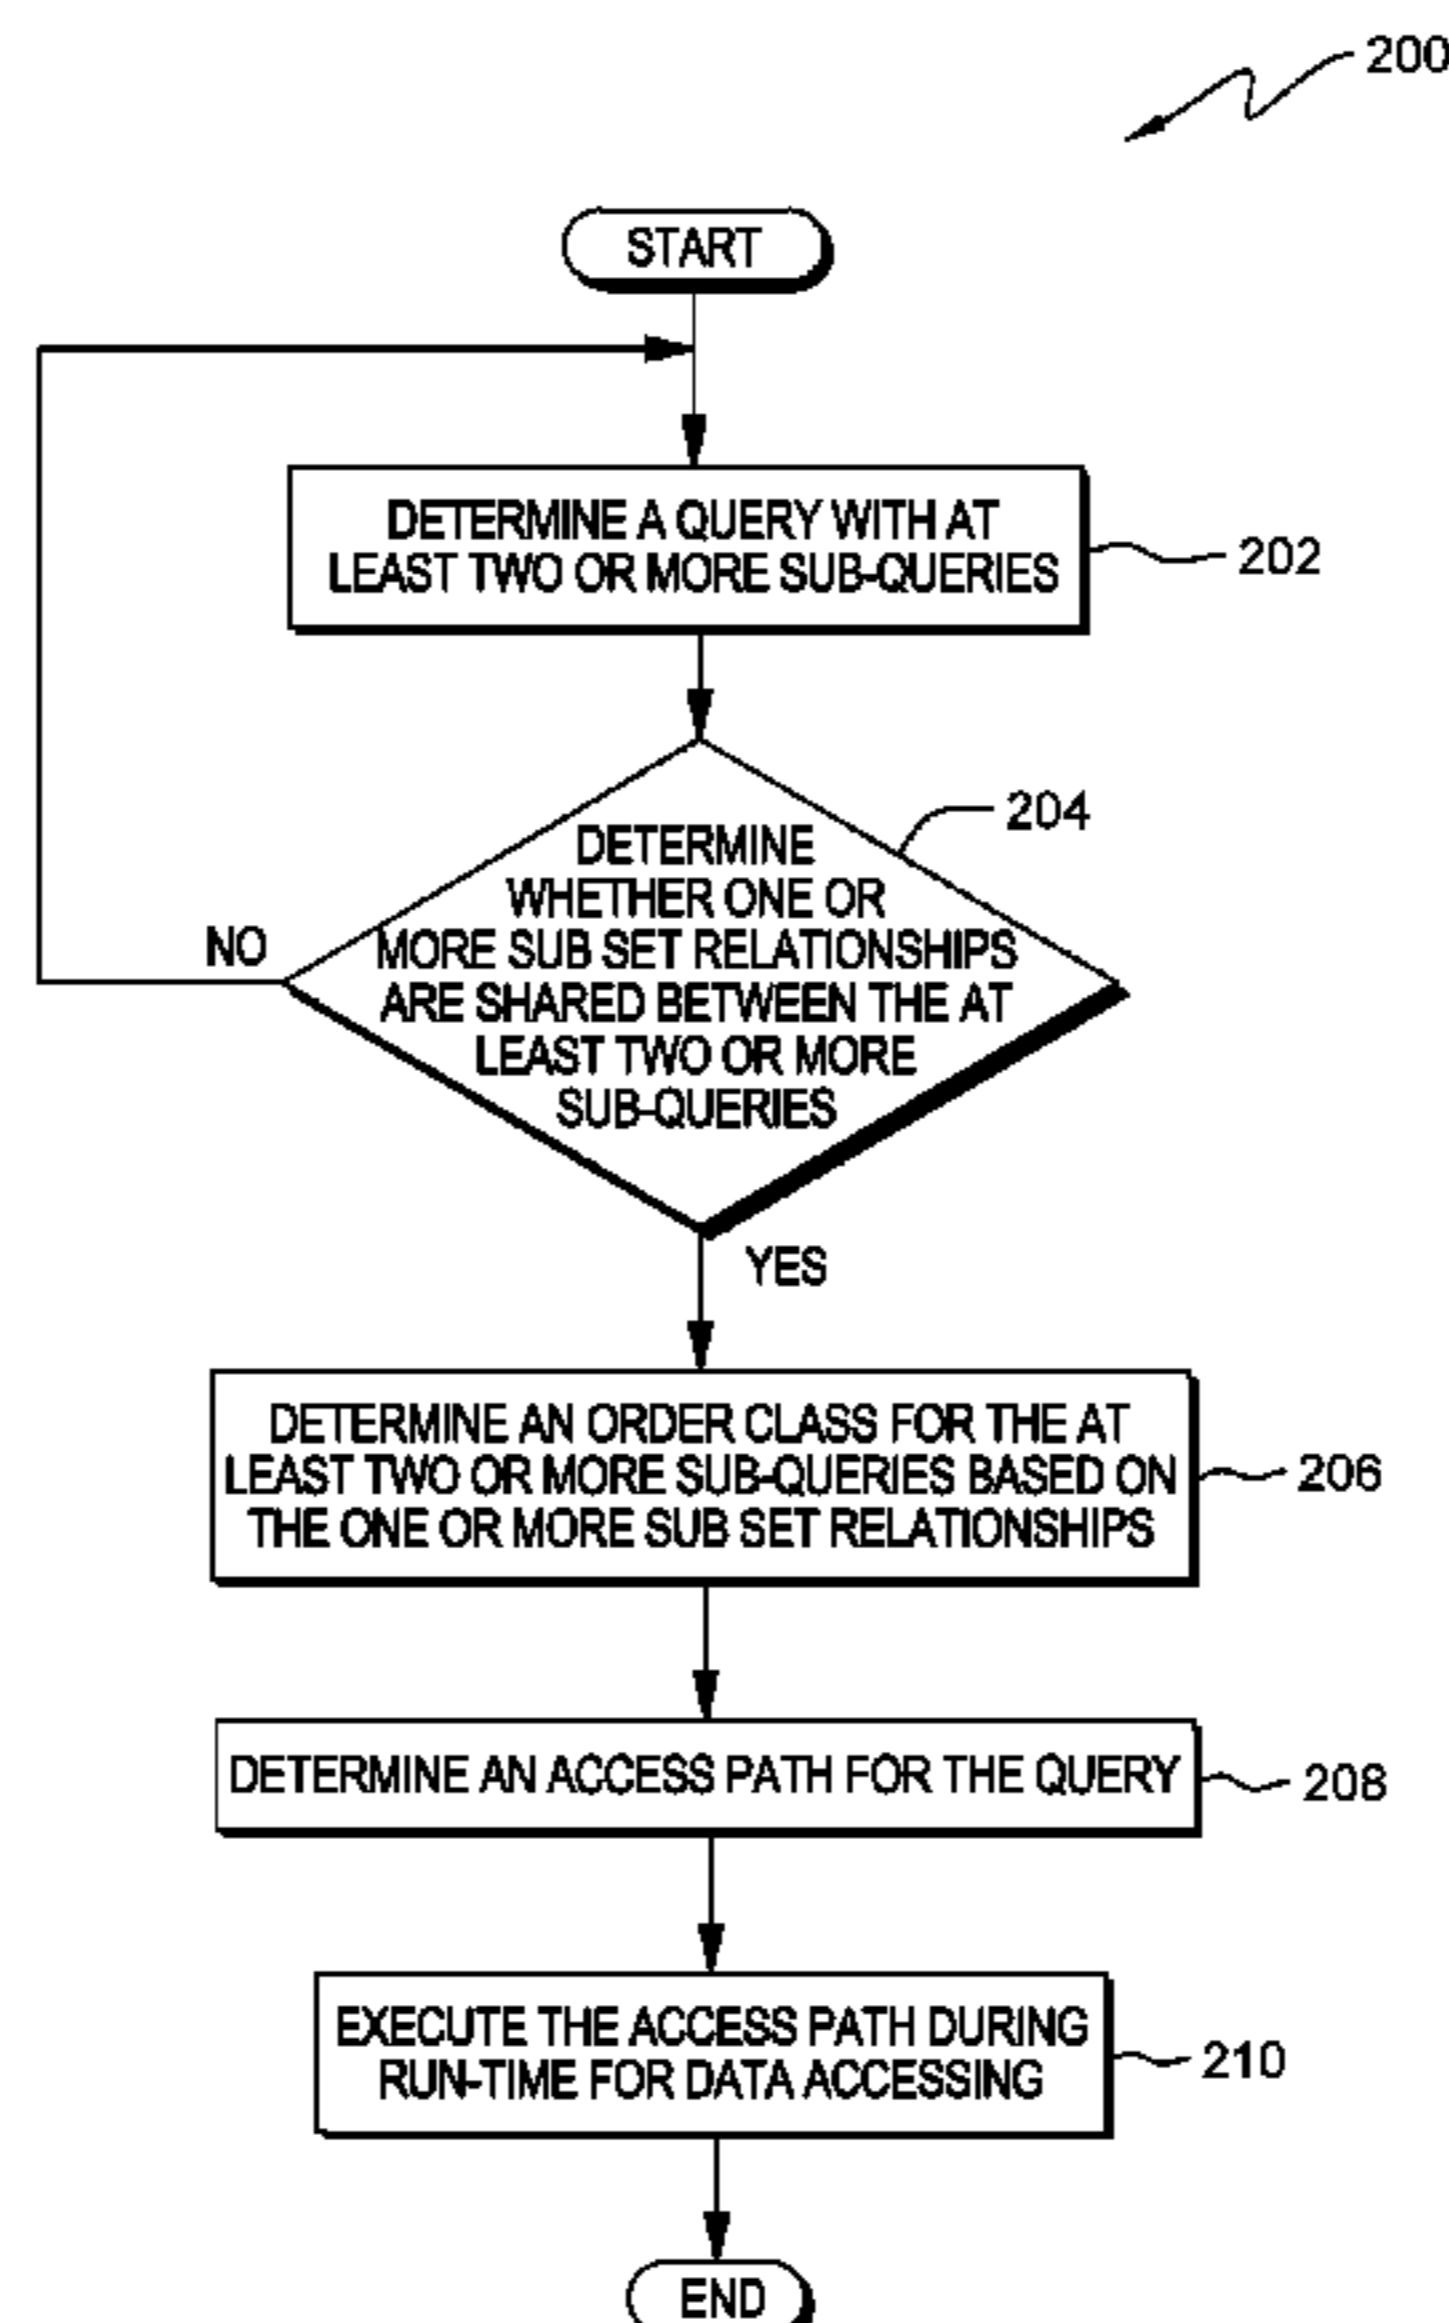 200
START
DETERMINE A QUERY WITH AT
LEAST TWO OR MORE SUB-QUERIES
202
204
DETERMINE
WHETHER ONE OR
MORE SUB SET RELATIONSHIPS
ARE SHARED BETWEEN THE AT
LEAST TWO OR MORE
SUB-QUERIES
NO
YES
DETERMINE AN ORDER CLASS FOR THE AT
LEAST TWO OR MORE SUB-QUERIES BASED ON
THE ONE OR MORE SUB SET RELATIONSHIPS
206
DETERMINE AN ACCESS PATH FOR THE QUERY
208
EXECUTE THE ACCESS PATH DURING
RUN-TIME FOR DATA ACCESSING
210
END